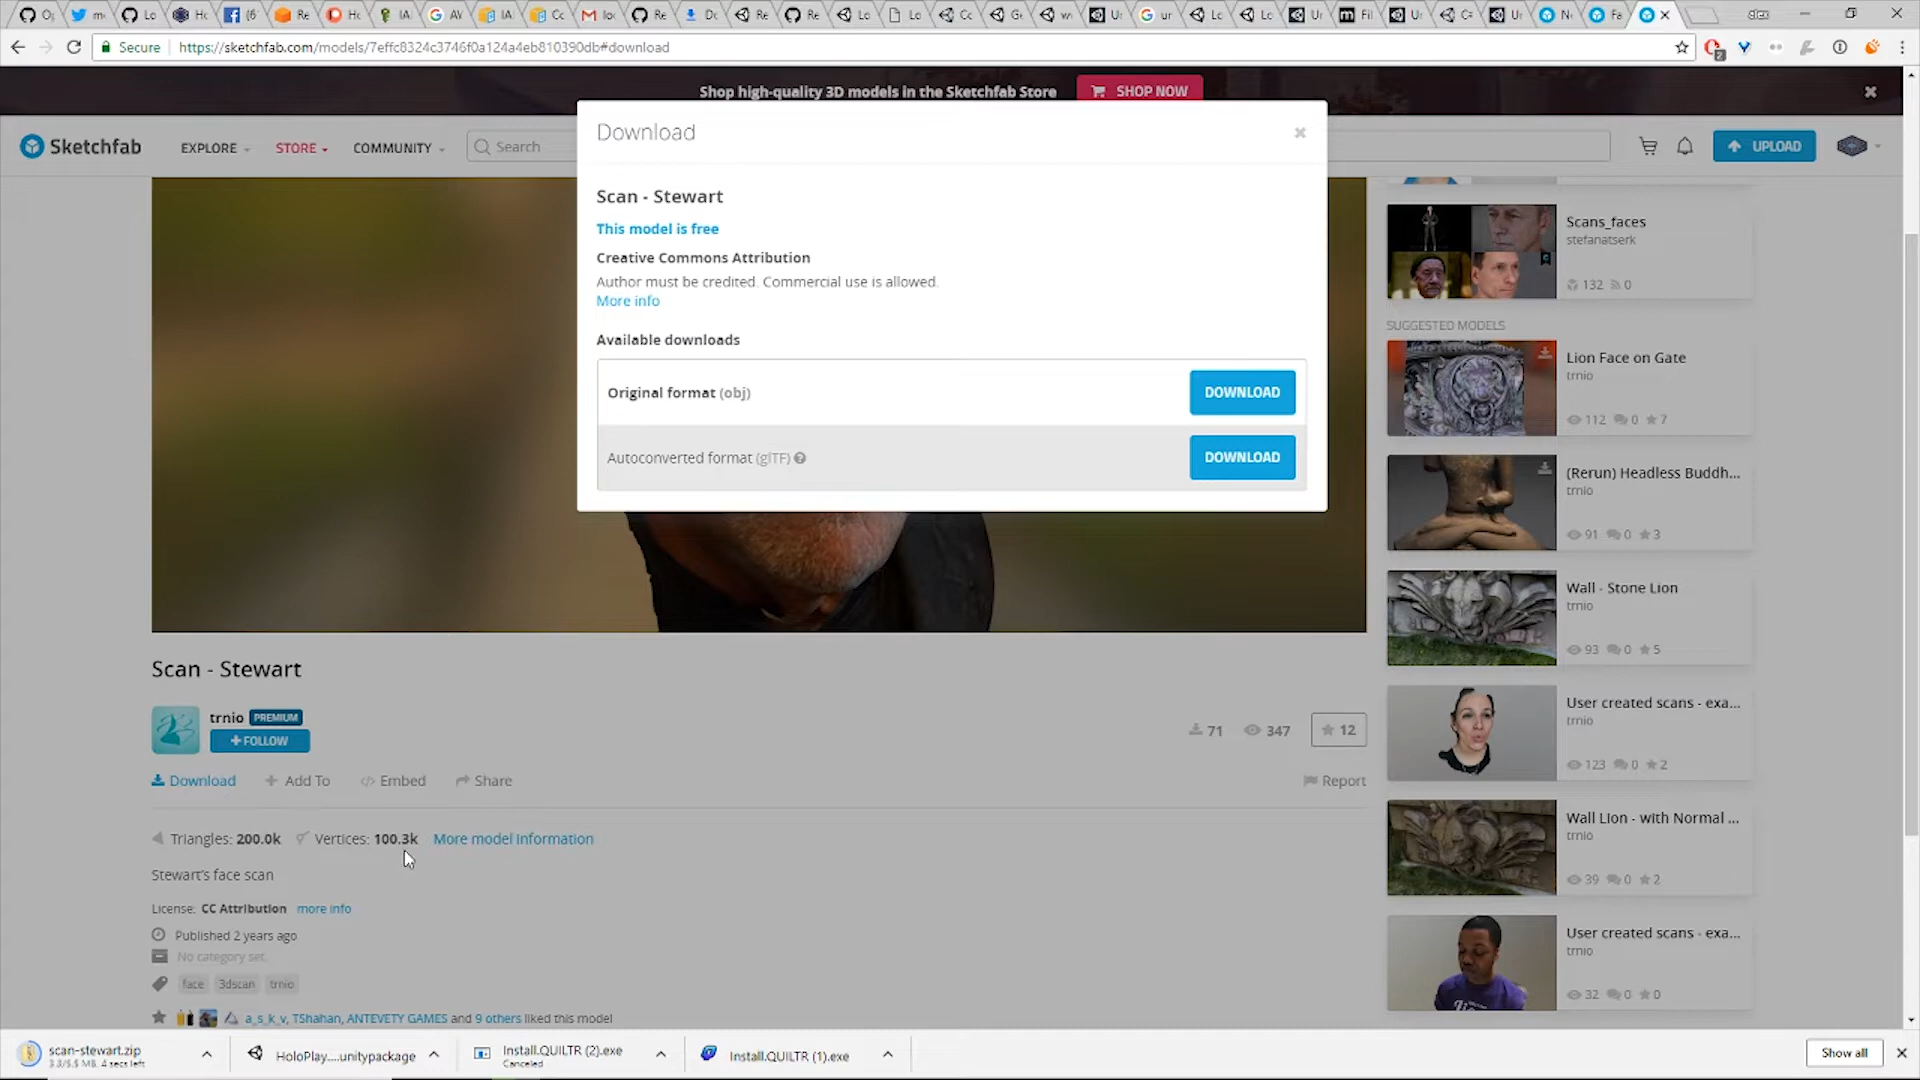 Secure
https://sketchfab.com/models/7effc8324c3746f0a124a4eb810390db#download
2
Shop high-quality 3D models in the Sketchfab Store
SHOP NOW
Sketchfab
EXPLORE
STORE
COMMUNITY
Search
UPLOAD
Download
Scan - Stewart
This model is free
Creative Commons Attribution
Author must be credited. Commercial use is allowed.
More info
Available downloads
Original format (obj)
DOWNLOAD
Autoconverted format (glTF)
DOWNLOAD
Scan - Stewart
trnio PREMIUM
+ FOLLOW
71
347
12
Download
Add To
Embed
Share
Report
Triangles: 200.0k
Vertices: 100.3k
More model information
Stewart's face scan
License: CC Attribution
more info
Published 2 years ago
No category set.
face
3dscan
trnio
a_s_k_v, TShahan, ANTEVETY GAMES and 9 others liked this model
Scans_faces
stefanatserk
132
0
SUGGESTED MODELS
Lion Face on Gate
trnio
112
0
7
(Rerun) Headless Buddh...
trnio
91
0
3
Wall - Stone Lion
trnio
93
0
5
User created scans - exa...
trnio
123
0
2
Wall Lion - with Normal ...
trnio
39
0
2
User created scans - exa...
trnio
32
0
0
scan-stewart.zip
3.3/5.5 MB, 4 secs left
HoloPlay....unitypackage
Install.QUILTR (2).exe
Canceled
Install.QUILTR (1).exe
Show all